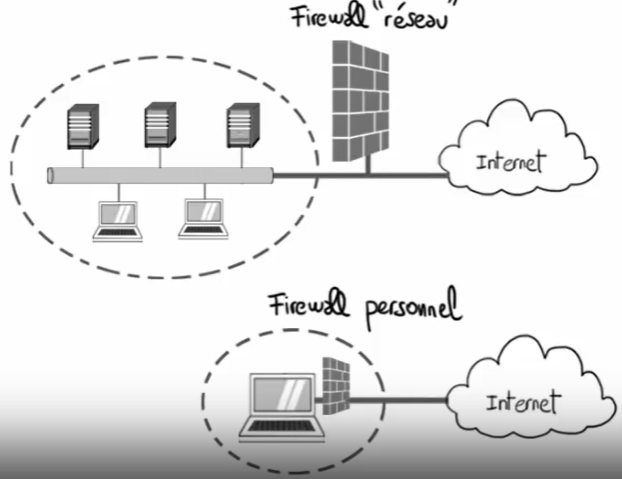 Firewall "réseau"
Internet
Firewall personnel
Internet